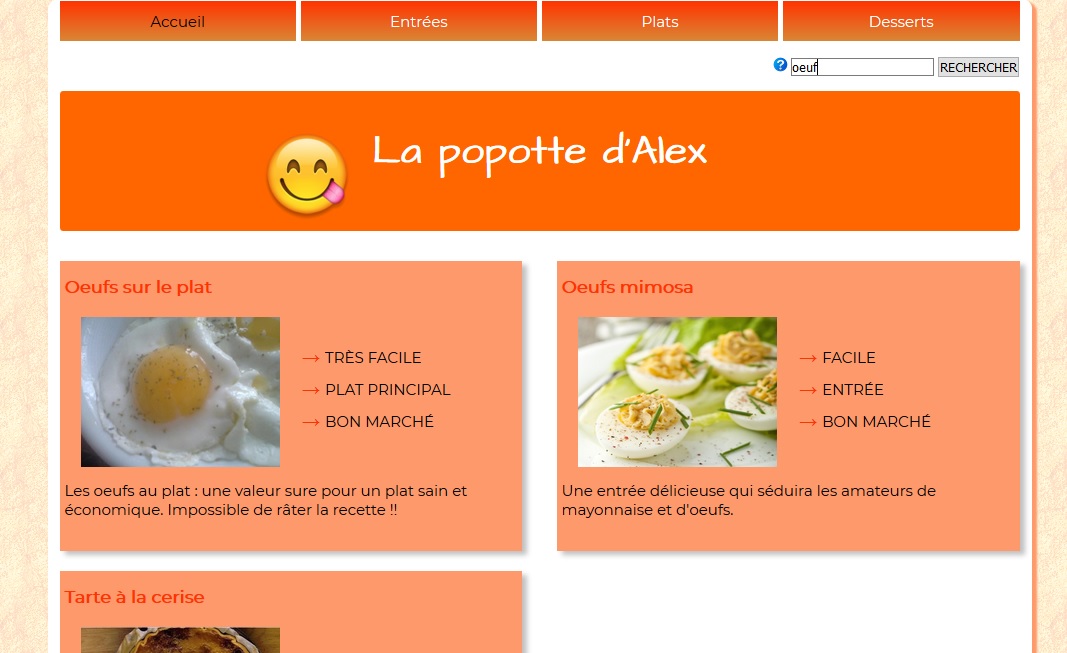 Accueil Entrées Plats Desserts
? oeuf RECHERCHER
La popotte d'Alex
Oeufs sur le plat
→ TRÈS FACILE
→ PLAT PRINCIPAL
→ BON MARCHÉ
Les oeufs au plat : une valeur sure pour un plat sain et
économique. Impossible de râter la recette !!
Oeufs mimosa
→ FACILE
→ ENTRÉE
→ BON MARCHÉ
Une entrée délicieuse qui séduira les amateurs de
mayonnaise et d'oeufs.
Tarte à la cerise